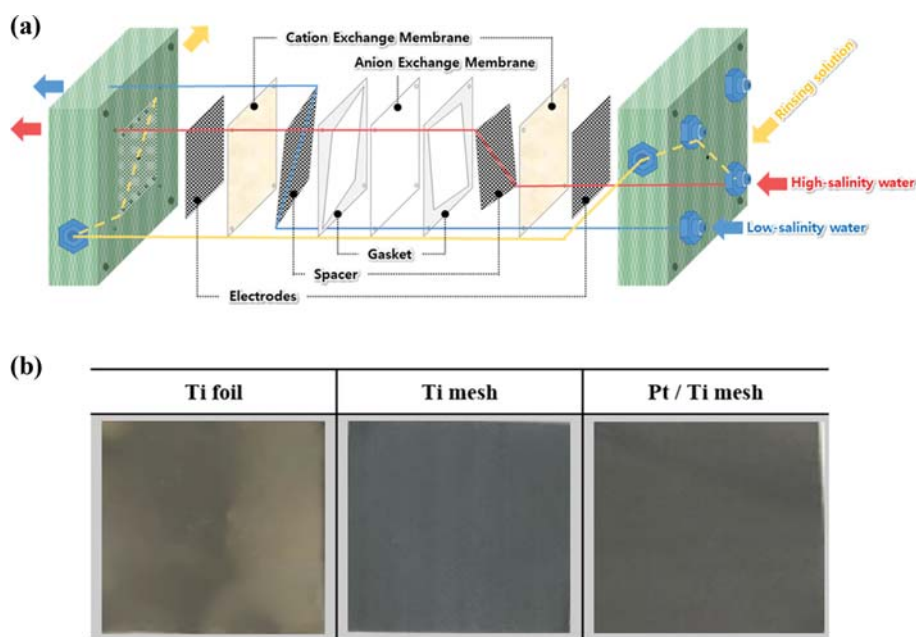 (a)
Cation Exchange Membrane
Anion Exchange Membrane
Rinsing solution
High-salinity water
Low-salinity water
Gasket
Spacer
Electrodes
(b)
Ti foil
Ti mesh
Pt / Ti mesh